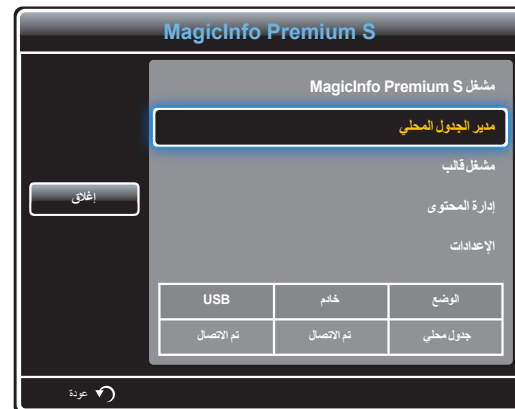 MagicInfo Premium S
مشغل MagicInfo Premium S
مدير الجدول المحلي
مشغل قالب
إدارة المحتوى
الإعدادات
إغلاق
الوضع خادم USB
جدول محلي تم الاتصال تم الاتصال
عودة